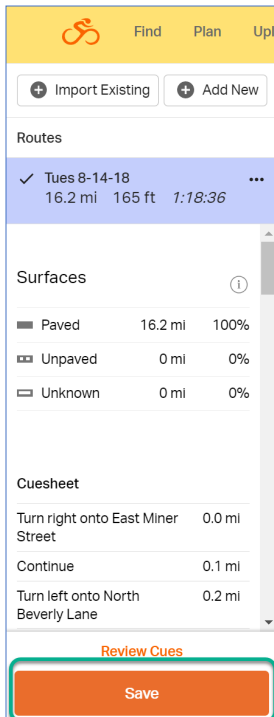 Find Plan Upl
Import Existing Add New
Routes
Tues 8-14-18
16.2 mi 165 ft 1:18:36
Surfaces
Paved 16.2 mi 100%
Unpaved 0 mi 0%
Unknown 0 mi 0%
Cuesheet
Turn right onto East Miner 0.0 mi
Street
Continue 0.1 mi
Turn left onto North 0.2 mi
Beverly Lane
Review Cues
Save